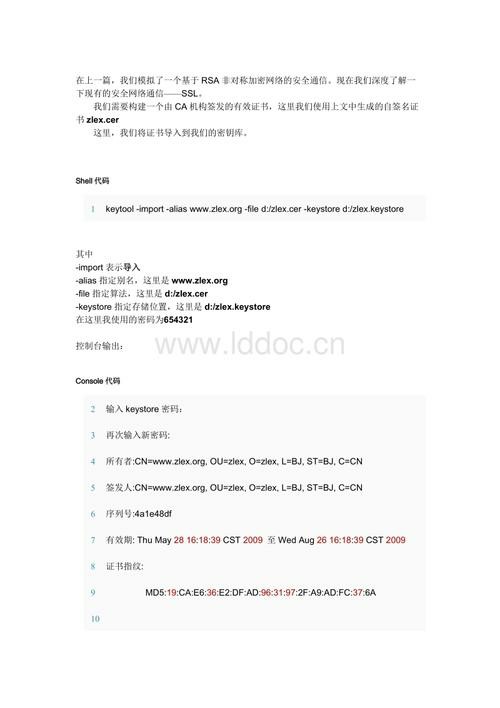 在上一篇，我们模拟了一个基于 RSA 非对称加密网络的安全通信。现在我们深度了解一
下现有的安全网络通信——SSL。
我们需要构建一个由 CA 机构签发的有效证书，这里我们使用上文中生成的自签名证
书 zlex.cer
这里，我们将证书导入到我们的密钥库。
Shell 代码
1 keytool -import -alias www.zlex.org -file d:/zlex.cer -keystore d:/zlex.keystore
其中
-import 表示导入
-alias 指定别名，这里是 www.zlex.org
-file 指定算法，这里是 d:/zlex.cer
-keystore 指定存储位置，这里是 d:/zlex.keystore
在这里我使用的密码为654321
控制台输出：
www.lddoc.cn
Console 代码
2 输入 keystore 密码：
3 再次输入新密码:
4 所有者:CN=www.zlex.org, OU=zlex, O=zlex, L=BJ, ST=BJ, C=CN
5 签发人:CN=www.zlex.org, OU=zlex, O=zlex, L=BJ, ST=BJ, C=CN
6 序列号:4a1e48df
7 有效期: Thu May 28 16:18:39 CST 2009 至 Wed Aug 26 16:18:39 CST 2009
8 证书指纹:
9 MD5:19:CA:E6:36:E2:DF:AD:96:31:97:2F:A9:AD:FC:37:6A
10